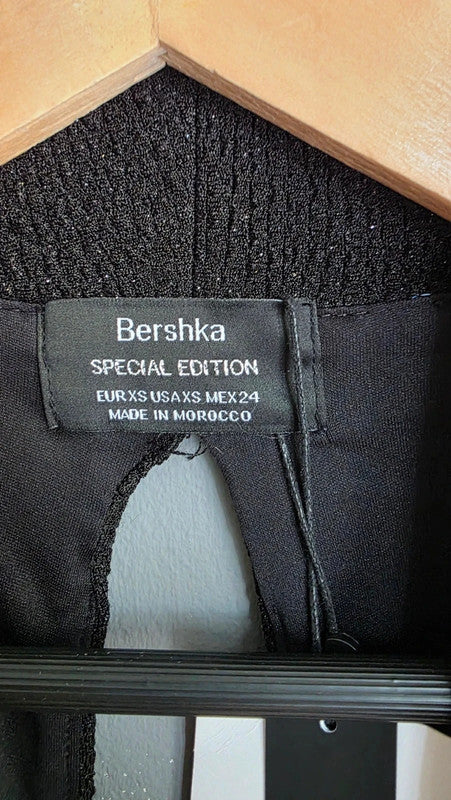 Bershka
SPECIAL EDITION
EUR XS USA XS MEX 24
MADE IN MOROCCO